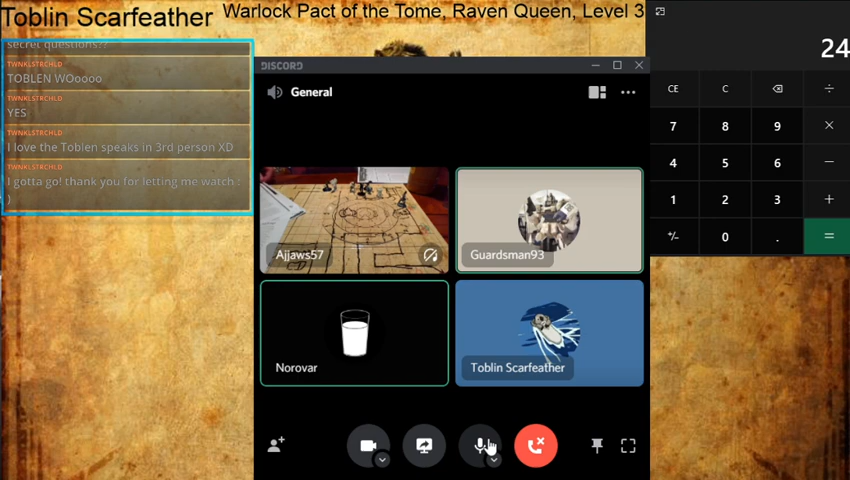 Toblin Scarfeather
Warlock Pact of the Tome, Raven Queen, Level 3
secret questions??
TWNKLSTRCHLD
TOBLEN WOoooo
TWNKLSTRCHLD
YES
TWNKLSTRCHLD
I love the Toblen speaks in 3rd person XD
TWNKLSTRCHLD
I gotta go! thank you for letting me watch :
)
DISCORD
General
Ajjaws57
Guardsman93
Norovar
Toblin Scarfeather
24
CE C ÷
7 8 9 ×
4 5 6 −
1 2 3 +
+/- 0 . =